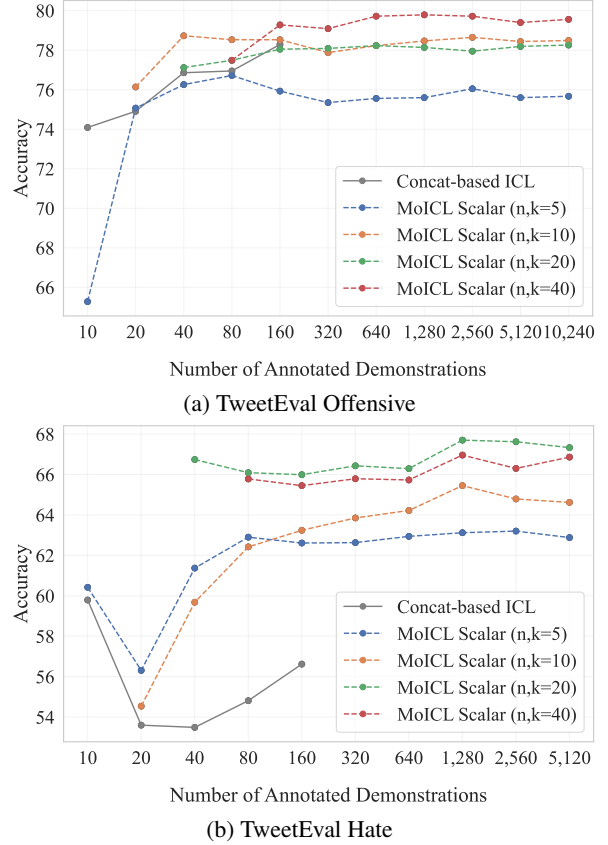 80
78
76
74
72
70
68
66
Accuracy
Concat-based ICL
MoICL Scalar (n,k=5)
MoICL Scalar (n,k=10)
MoICL Scalar (n,k=20)
MoICL Scalar (n,k=40)
10 20 40 80 160 320 640 1,280 2,560 5,120 10,240
Number of Annotated Demonstrations
(a) TweetEval Offensive
68
66
64
62
60
58
56
54
Accuracy
Concat-based ICL
MoICL Scalar (n,k=5)
MoICL Scalar (n,k=10)
MoICL Scalar (n,k=20)
MoICL Scalar (n,k=40)
10 20 40 80 160 320 640 1,280 2,560 5,120
Number of Annotated Demonstrations
(b) TweetEval Hate